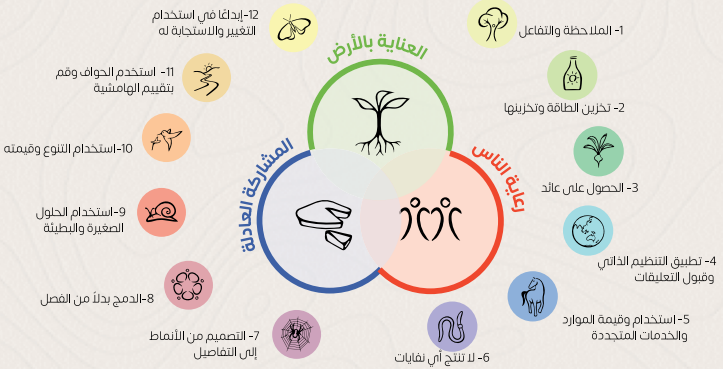 العناية بالأرض
رعاية الناس
المشاركة العادلة
1- الملاحظة والتفاعل
2- تخزين الطاقة وتخزينها
3- الحصول على عائد
4- تطبيق التنظيم الذاتي
وقبول التعليقات
5- استخدام وقيمة الموارد
والخدمات المتجددة
6- لا تنتج أي نفايات
7- التصميم من الأنماط
إلى التفاصيل
8-الدمج بدلاً من الفصل
9-استخدام الحلول
الصغيرة والبطيئة
10-استخدام التنوع وقيمته
11- استخدم الحواف وقم
بتقييم الهامشية
12-إبداعًا في استخدام
التغيير والاستجابة له